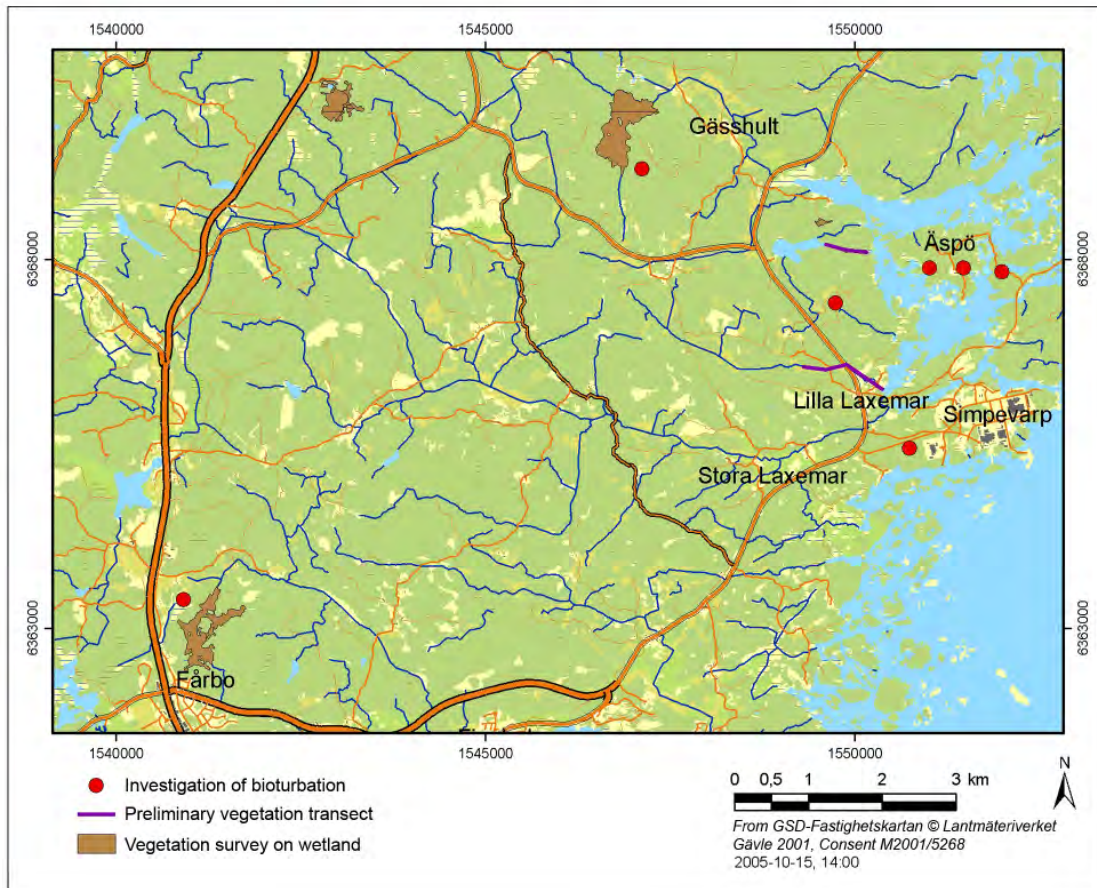 1540000 1545000 1550000
Gässhult
6368000 6368000
Äspö
Lilla Laxemar
Simpevarp
Stora Laxemar
6363000 6363000
Fårbo
1540000 1545000 1550000
Investigation of bioturbation
Preliminary vegetation transect
Vegetation survey on wetland
0 0,5 1 2 3 km
N
From GSD-Fastighetskartan © Lantmäteriverket
Gävle 2001, Consent M2001/5268
2005-10-15, 14:00